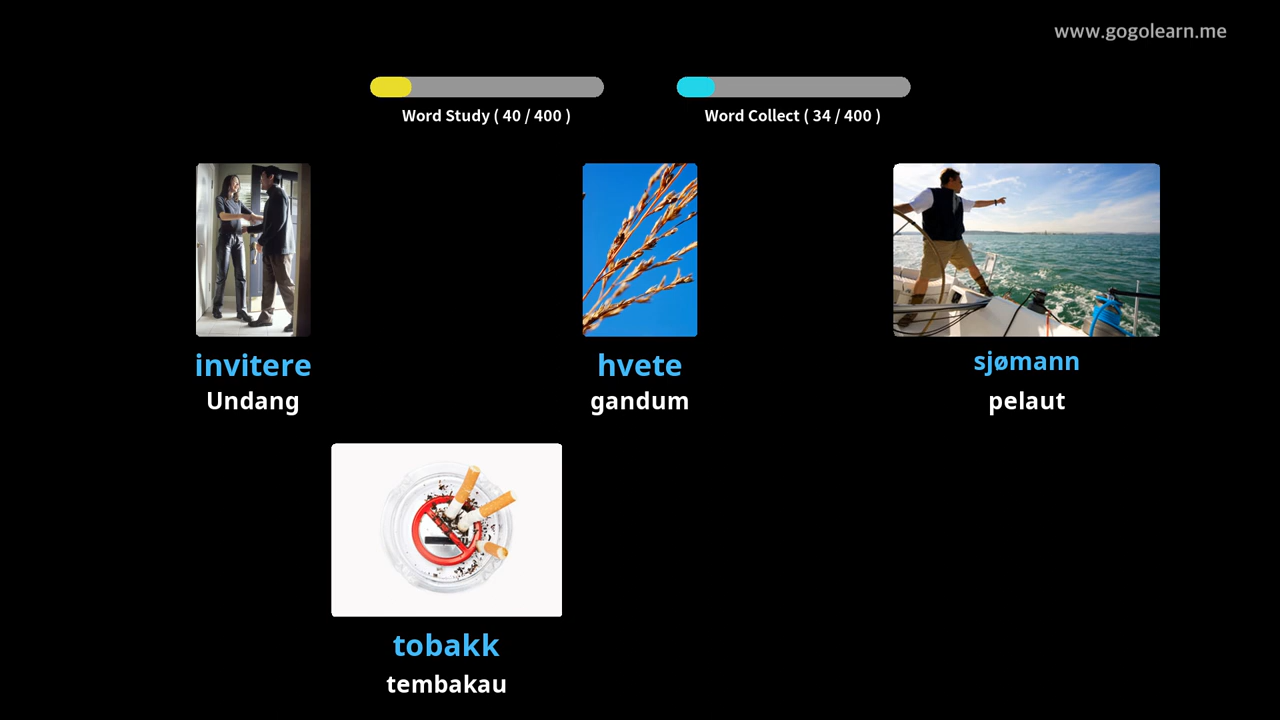 www.gogolearn.me
Word Study ( 40 / 400 )
Word Collect ( 34 / 400 )
invitere
hvete
sjømann
Undang
gandum
pelaut
tobakk
tembakau